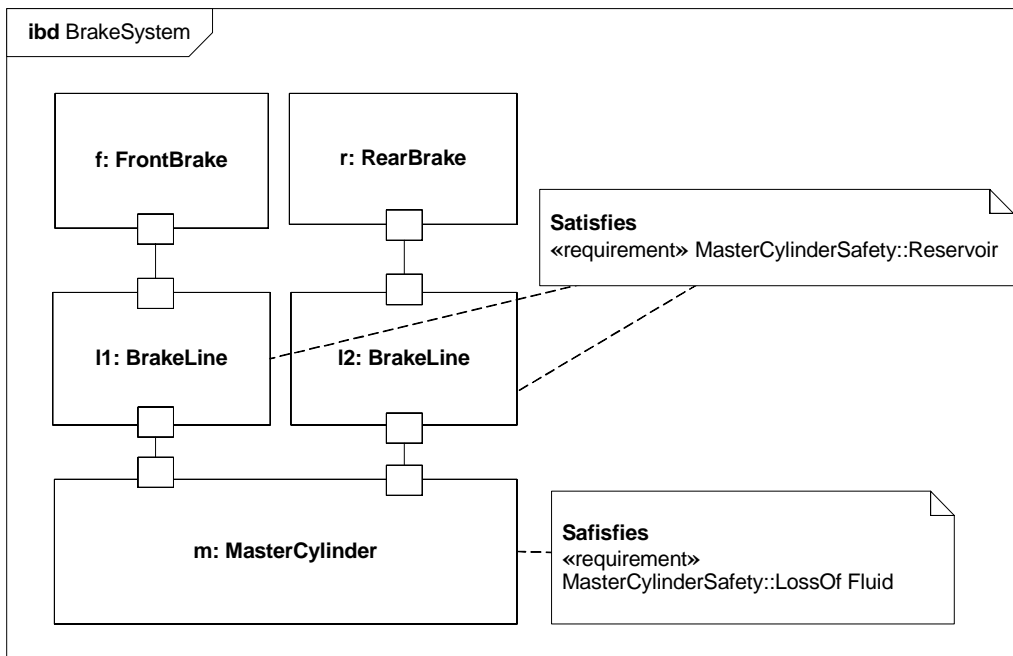 ibd BrakeSystem
f: FrontBrake
r: RearBrake
Satisfies
«requirement» MasterCylinderSafety::Reservoir
l1: BrakeLine
l2: BrakeLine
m: MasterCylinder
Safisfies
«requirement»
MasterCylinderSafety::LossOf Fluid